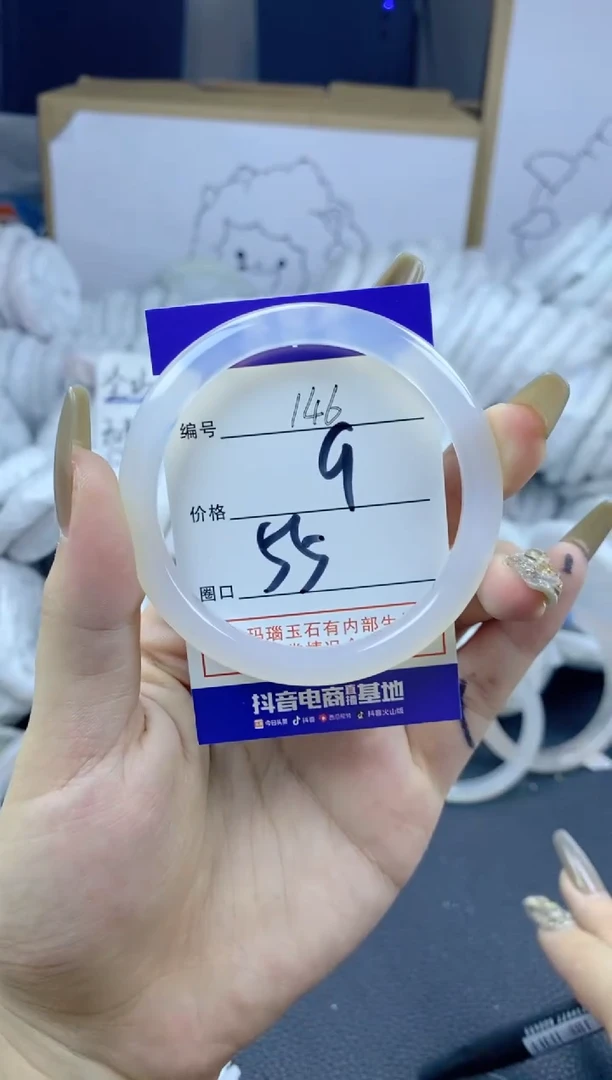 编号 146
价格 9
圈口 55
玛瑙玉石有内部生
抖音电商直播基地
今日头条 抖音 西瓜视频 抖音火山版